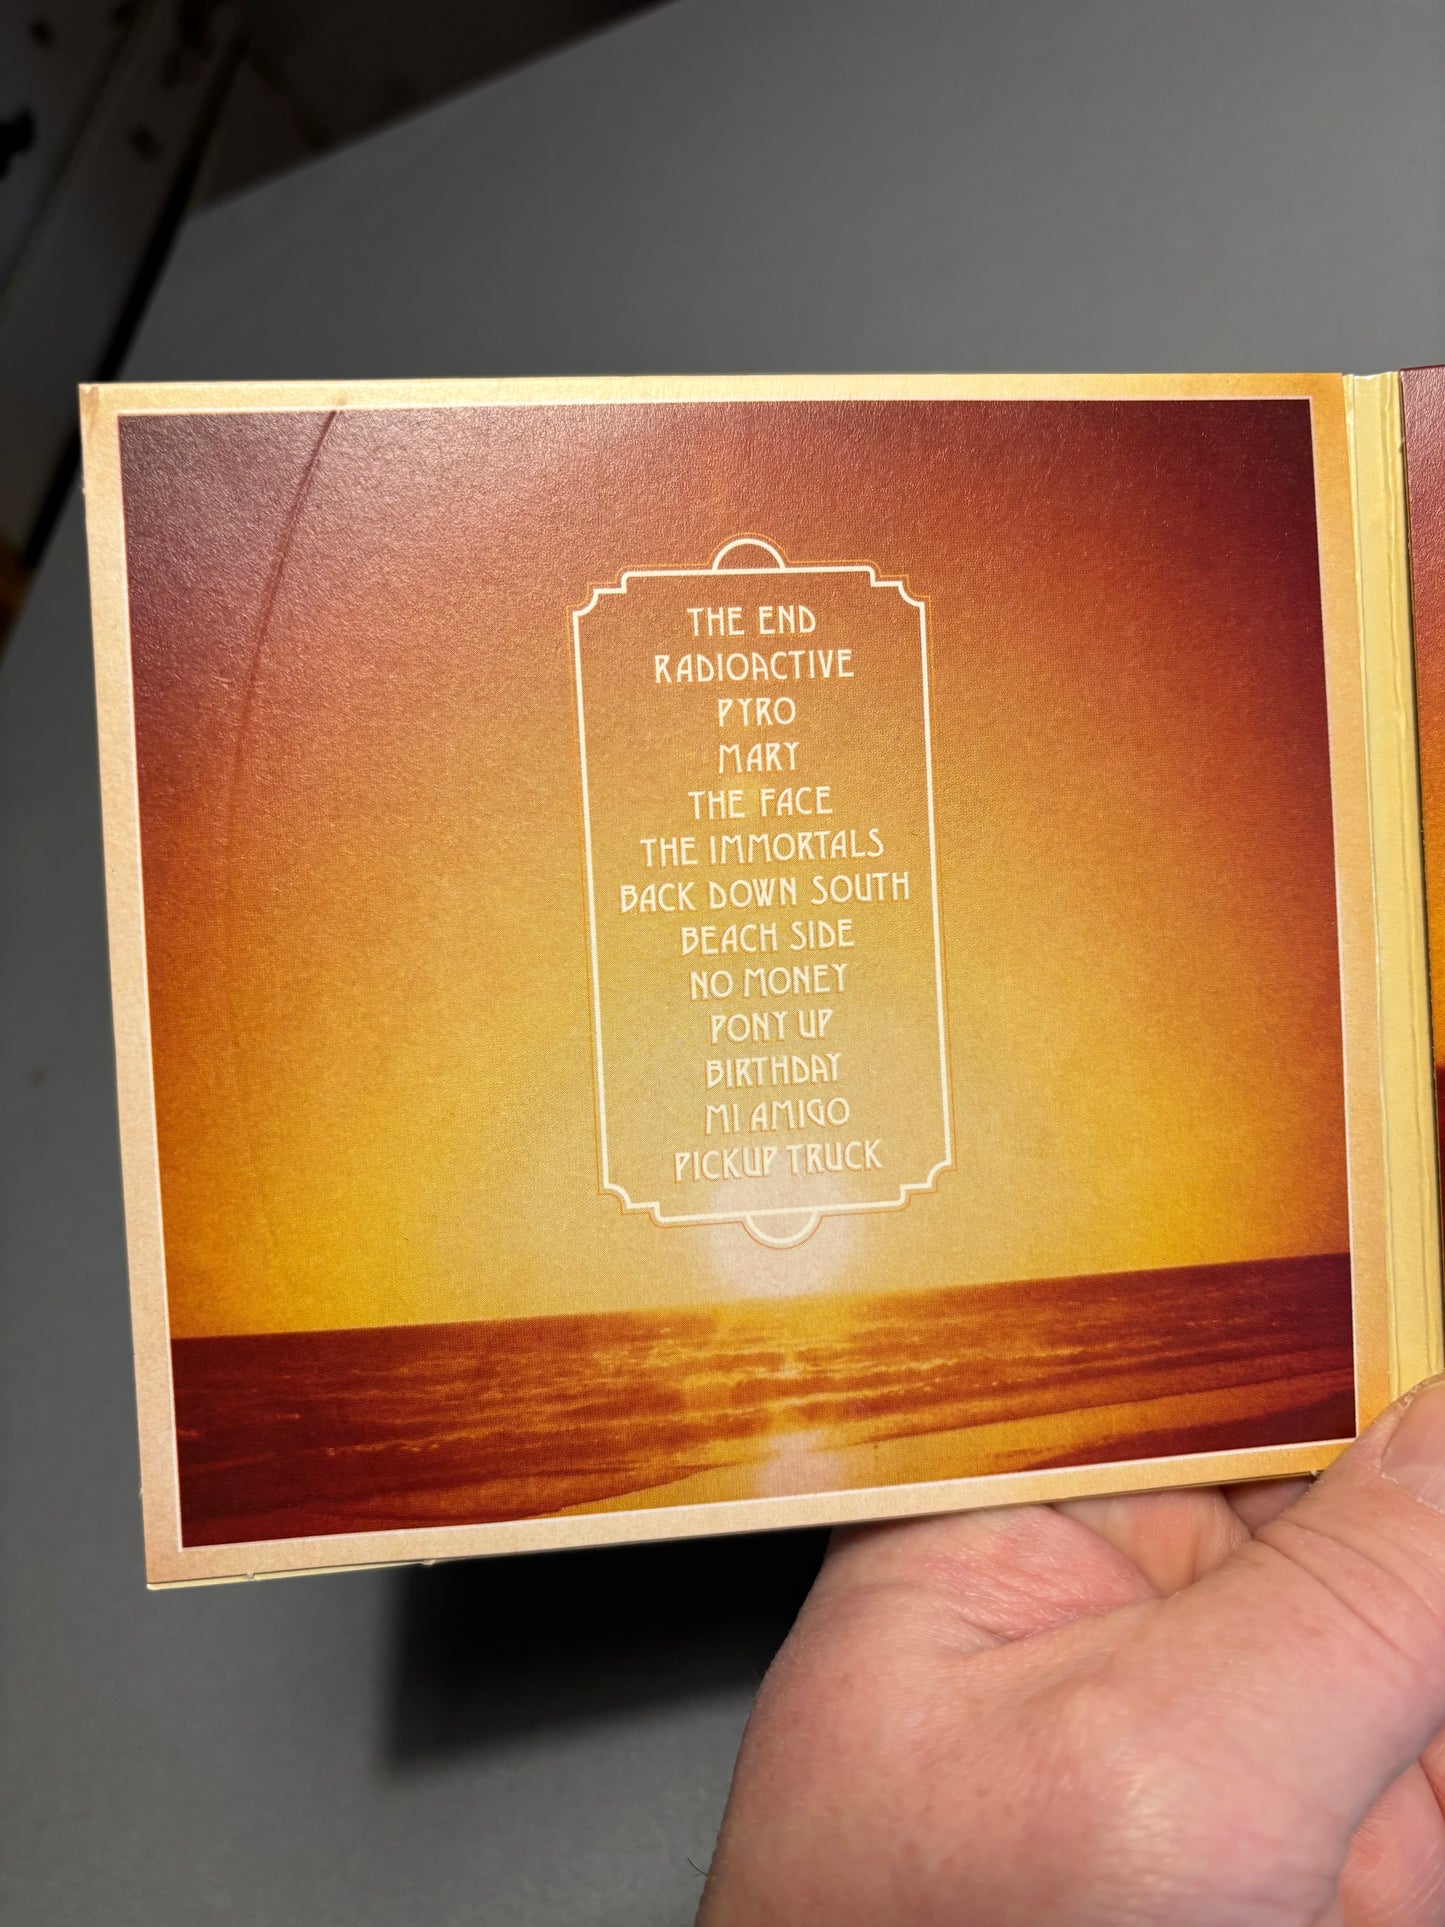 THE END
RADIOACTIVE
PYRO
MARY
THE FACE
THE IMMORTALS
BACK DOWN SOUTH
BEACH SIDE
NO MONEY
PONY UP
BIRTHDAY
MI AMIGO
PICKUP TRUCK